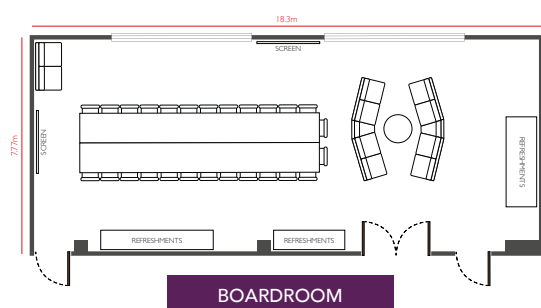 18.3m
SCREEN
7.77m
SCREEN
REFRESHMENTS
REFRESHMENTS
REFRESHMENTS
BOARDROOM